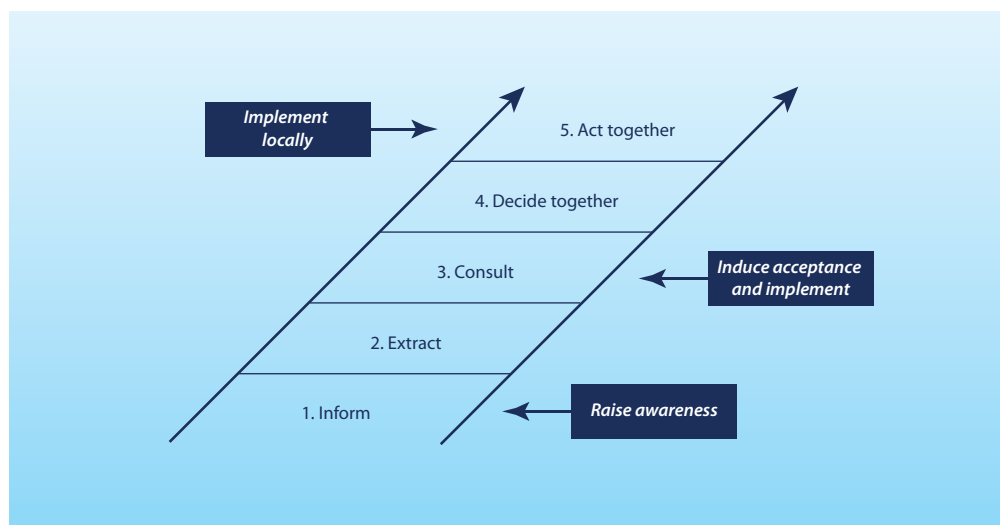 Implement
locally
5. Act together
4. Decide together
3. Consult
Induce acceptance
and implement
2. Extract
1. Inform
Raise awareness